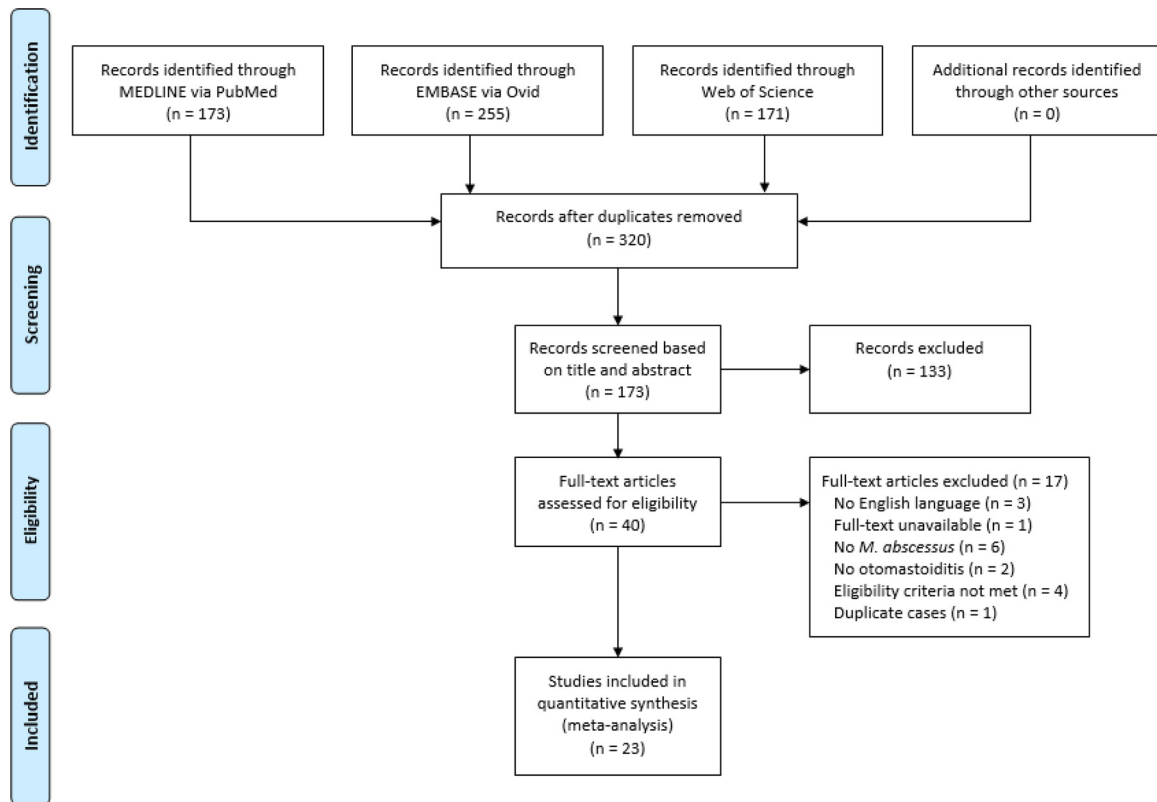 Identification
Records identified through
MEDLINE via PubMed
(n = 173)
Records identified through
EMBASE via Ovid
(n = 255)
Records identified through
Web of Science
(n = 171)
Additional records identified
through other sources
(n = 0)
Records after duplicates removed
(n = 320)
Screening
Records screened based
on title and abstract
(n = 173)
Records excluded
(n = 133)
Eligibility
Full-text articles
assessed for eligibility
(n = 40)
Full-text articles excluded (n = 17)
No English language (n = 3)
Full-text unavailable (n = 1)
No M. abscessus (n = 6)
No otomastoiditis (n = 2)
Eligibility criteria not met (n = 4)
Duplicate cases (n = 1)
Included
Studies included in
quantitative synthesis
(meta-analysis)
(n = 23)